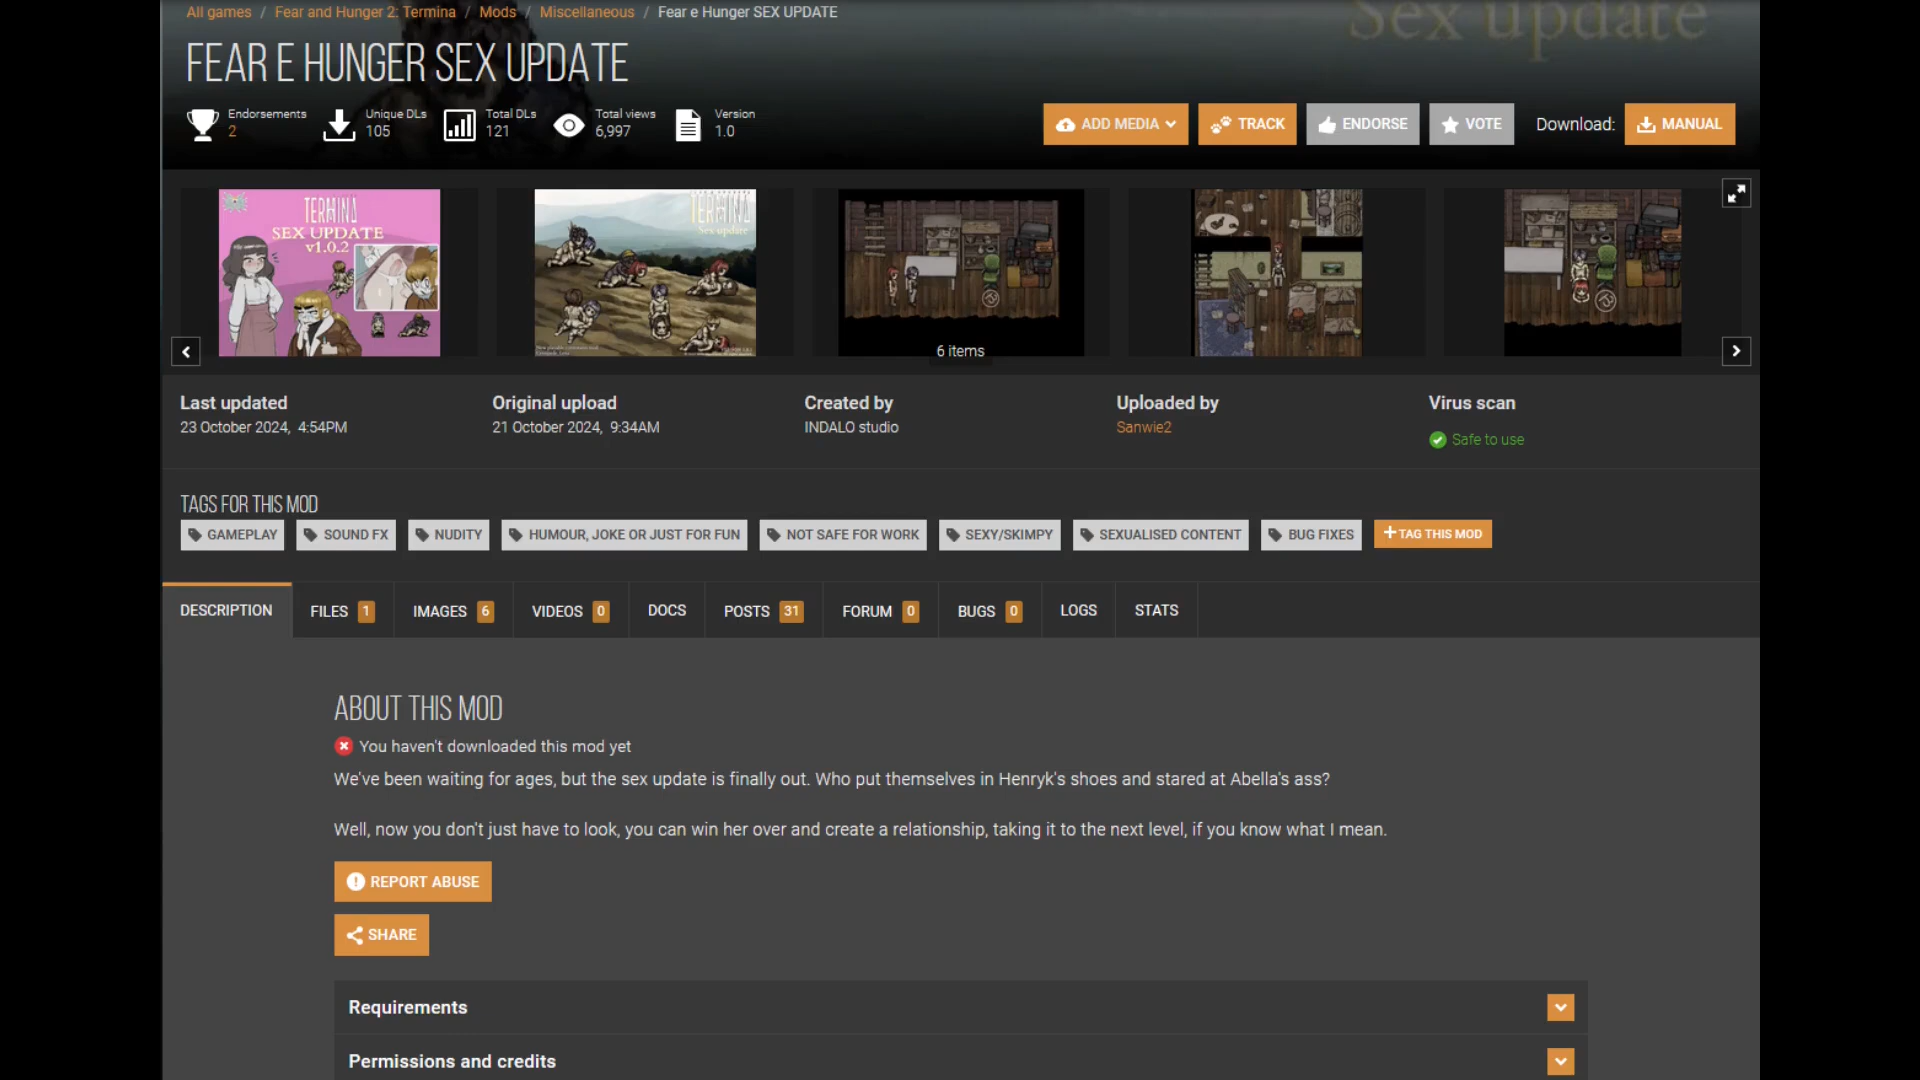 Sex update
All games / Fear and Hunger 2: Termina / Mods / Miscellaneous / Fear e Hunger SEX UPDATE
FEAR E HUNGER SEX UPDATE
Endorsements
2
Unique DLs
105
Total DLs
121
Total views
6,997
Version
1.0
ADD MEDIA
TRACK
ENDORSE
VOTE
Download:
MANUAL
TERMINA
SEX UPDATE
v1.0.2
TERMINA
Sex update
6 items
Last updated
23 October 2024, 4:54PM
Original upload
21 October 2024, 9:34AM
Created by
INDALO studio
Uploaded by
Sanwie2
Virus scan
Safe to use
TAGS FOR THIS MOD
GAMEPLAY
SOUND FX
NUDITY
HUMOUR, JOKE OR JUST FOR FUN
NOT SAFE FOR WORK
SEXY/SKIMPY
SEXUALISED CONTENT
BUG FIXES
+TAG THIS MOD
DESCRIPTION
FILES 1
IMAGES 6
VIDEOS 0
DOCS
POSTS 31
FORUM 0
BUGS 0
LOGS
STATS
ABOUT THIS MOD
You haven't downloaded this mod yet
We've been waiting for ages, but the sex update is finally out. Who put themselves in Henryk's shoes and stared at Abella's ass?
Well, now you don't just have to look, you can win her over and create a relationship, taking it to the next level, if you know what I mean.
REPORT ABUSE
SHARE
Requirements
Permissions and credits